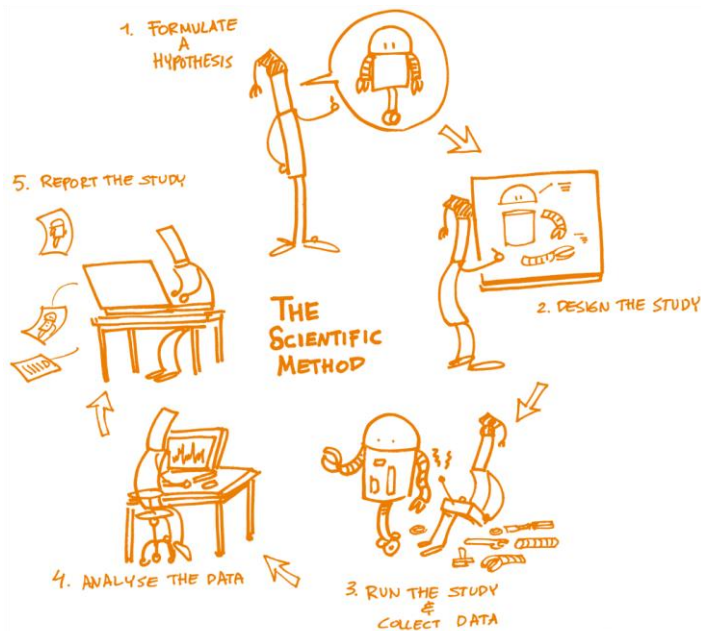 1. FORMULATE
A
HYPOTHESIS
2. DESIGN THE STUDY
3. RUN THE STUDY
&
COLLECT DATA
4. ANALYSE THE DATA
5. REPORT THE STUDY
THE
SCIENTIFIC
METHOD